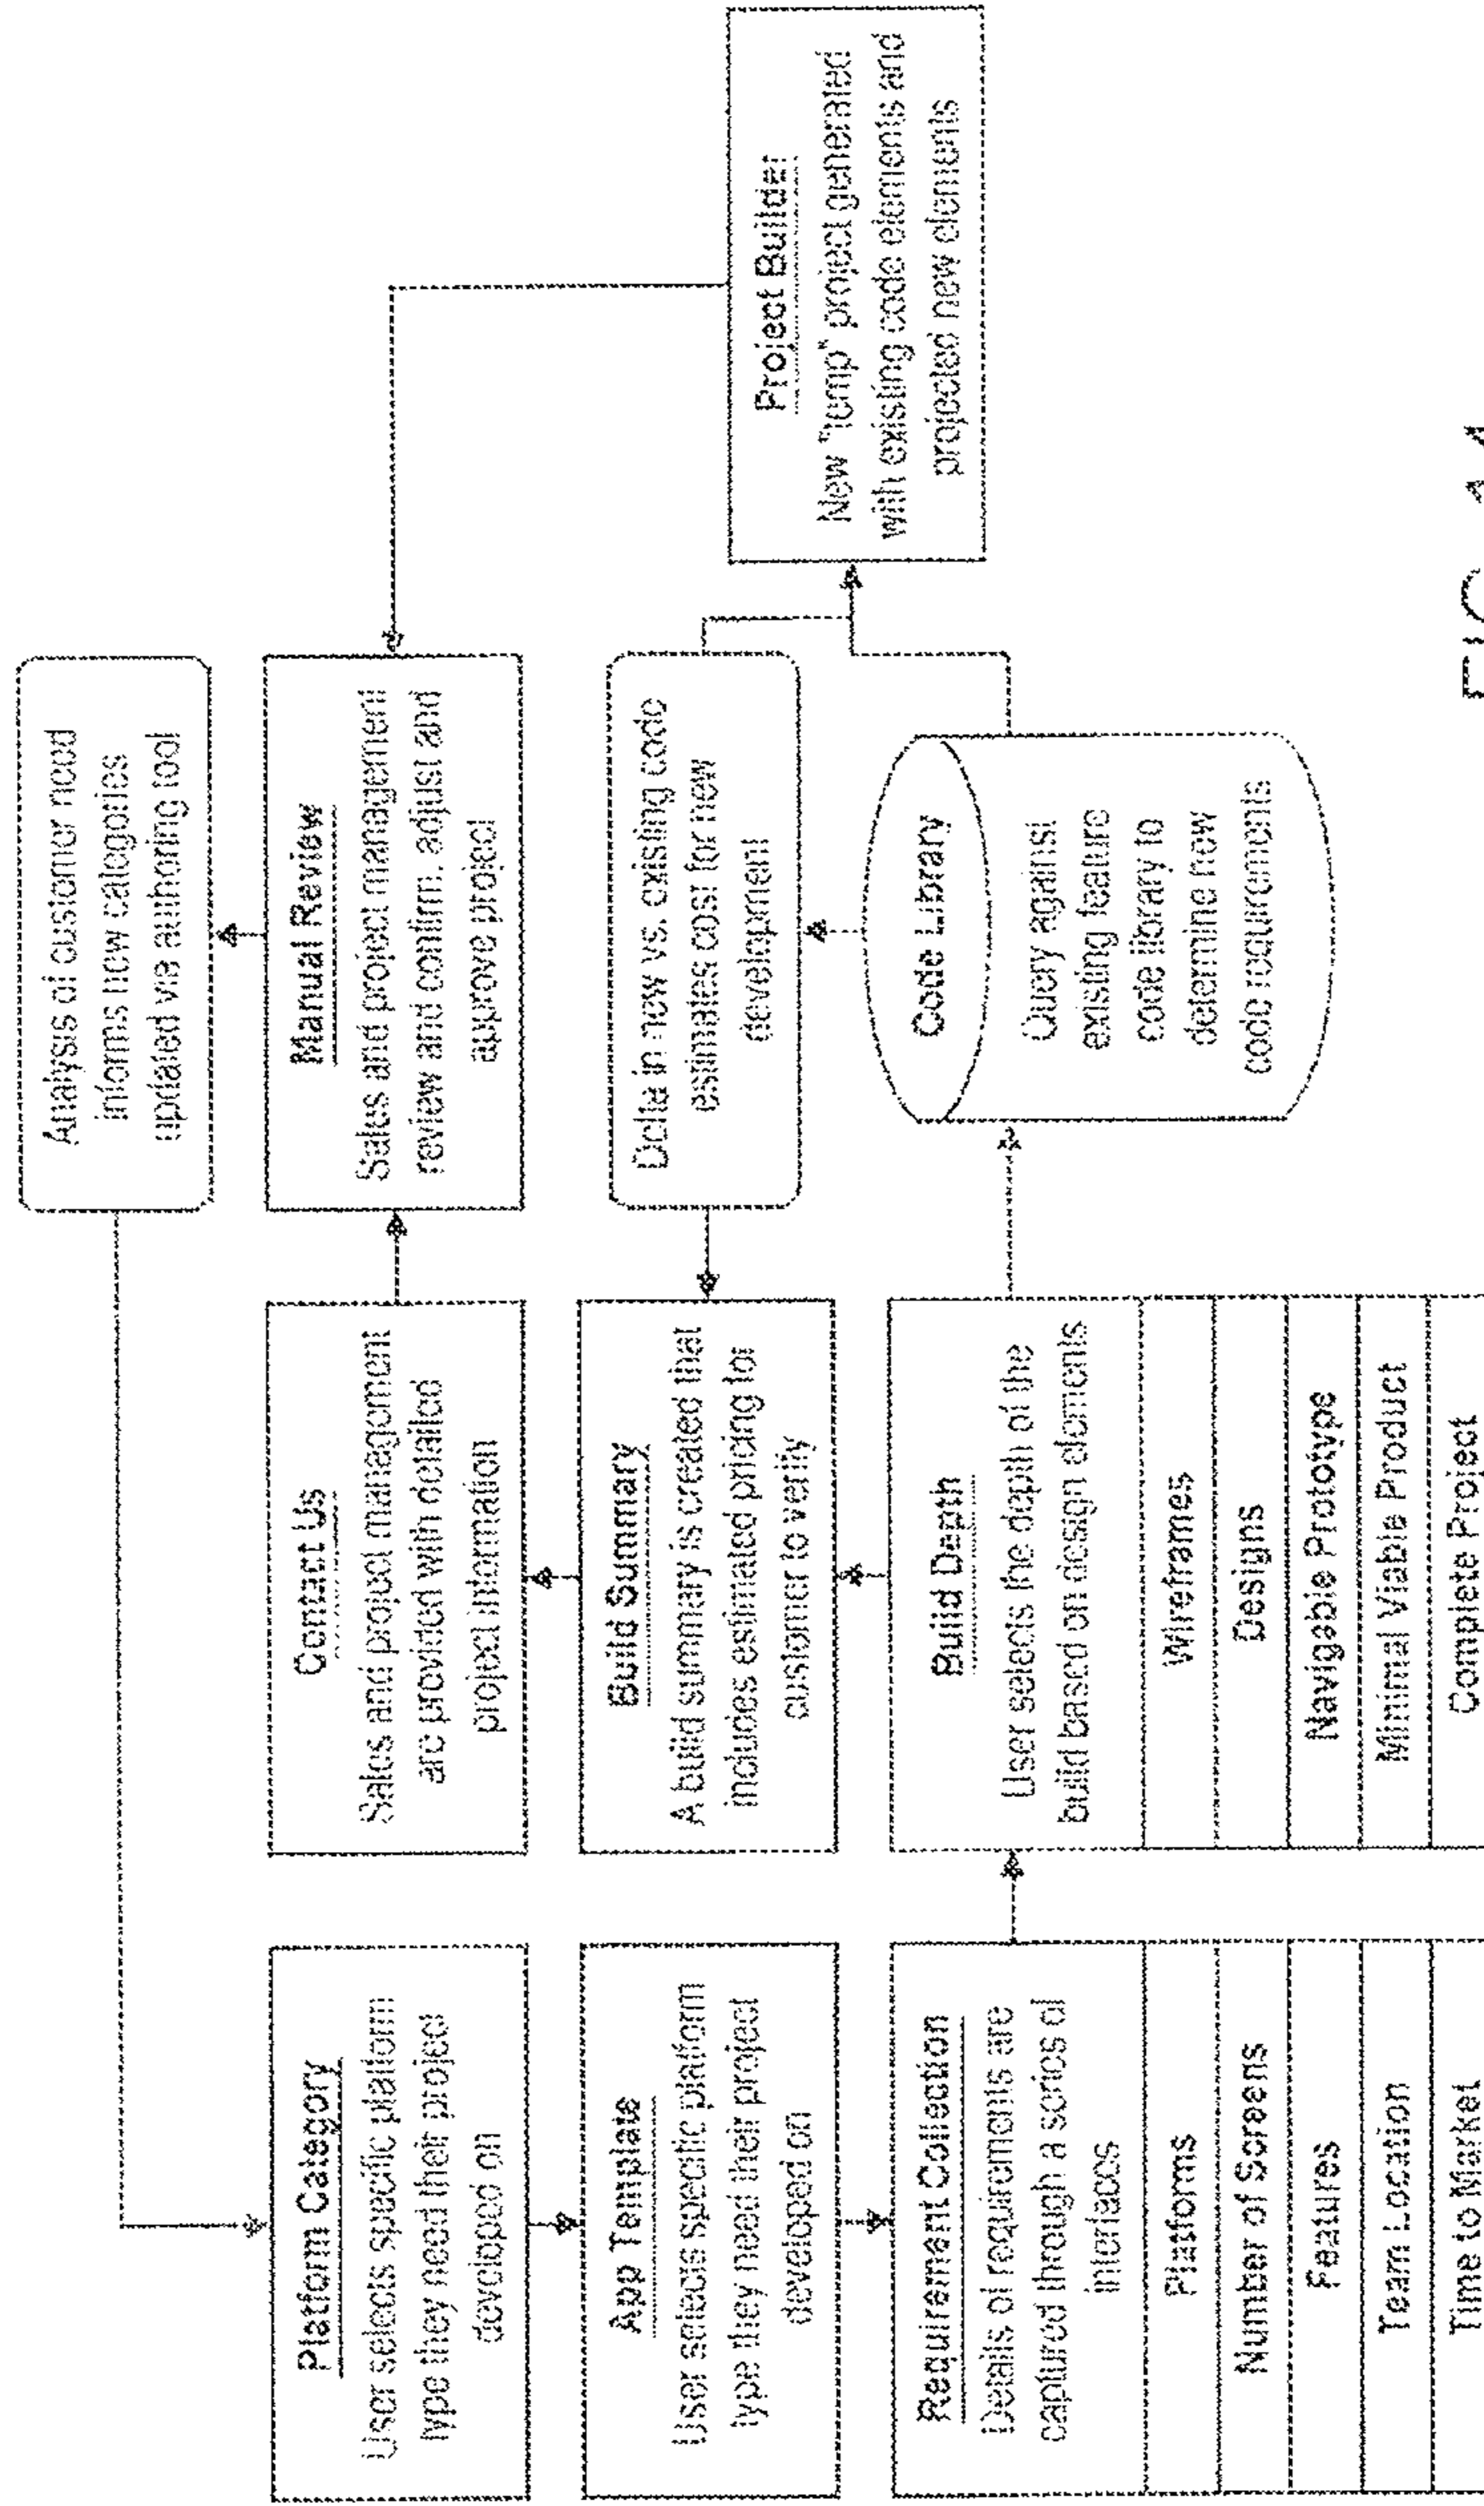 Analysis of customer need
informs new categories
updated via authoring tool
Platform Category
User selects specific platform
type they need their project
developed on
Contact Us
Sales and project management
are provided with detailed
project information
Manual Review
Sales and project management
review and confirm, adjust and
approve project
App Template
User selects specific platform
type they need their project
developed on
Build Summary
A build summary is created that
includes estimated pricing for
customer to verify
Delta in new vs. existing code
estimates cost for new
development
Project Builder
New "temp" project generated
with existing code elements and
projected new elements
Requirement Collection
Details of requirements are
captured through a series of
interfaces
Platforms
Number of Screens
Features
Team Location
Time to Market
Build Depth
User selects the depth of the
build based on design elements
Wireframes
Designs
Navigable Prototype
Minimal Viable Product
Complete Project
Code Library
Query against
existing feature
code library to
determine new
code requirements